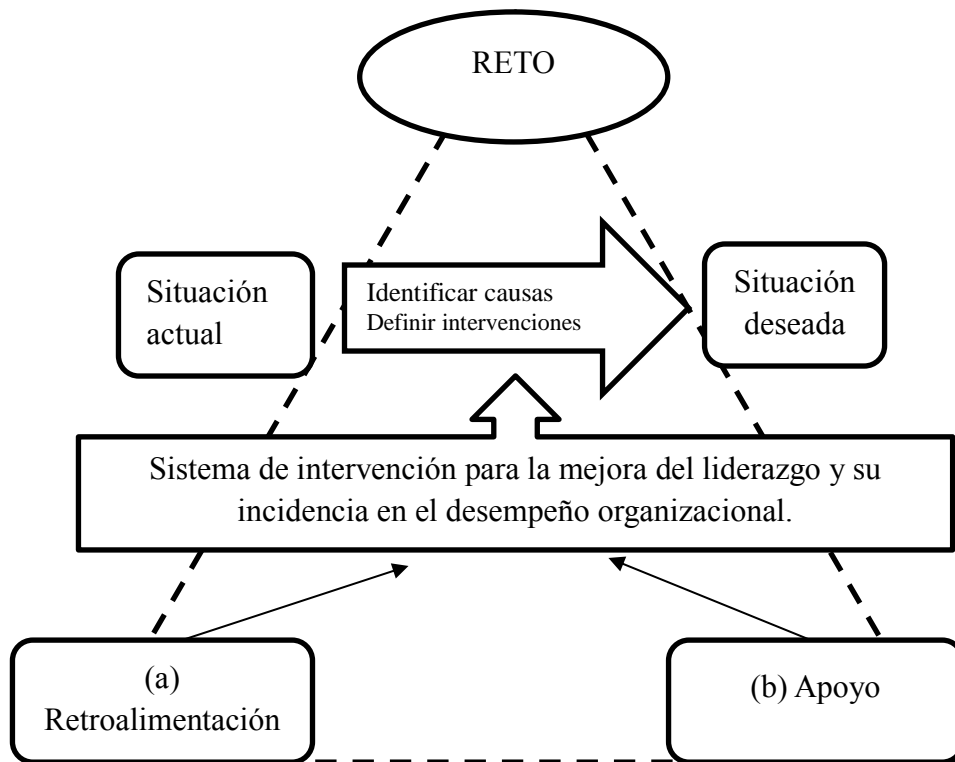 RETO
Situación
actual
Identificar causas
Definir intervenciones
Situación
deseada
Sistema de intervención para la mejora del liderazgo y su
incidencia en el desempeño organizacional.
(a)
Retroalimentación
(b) Apoyo